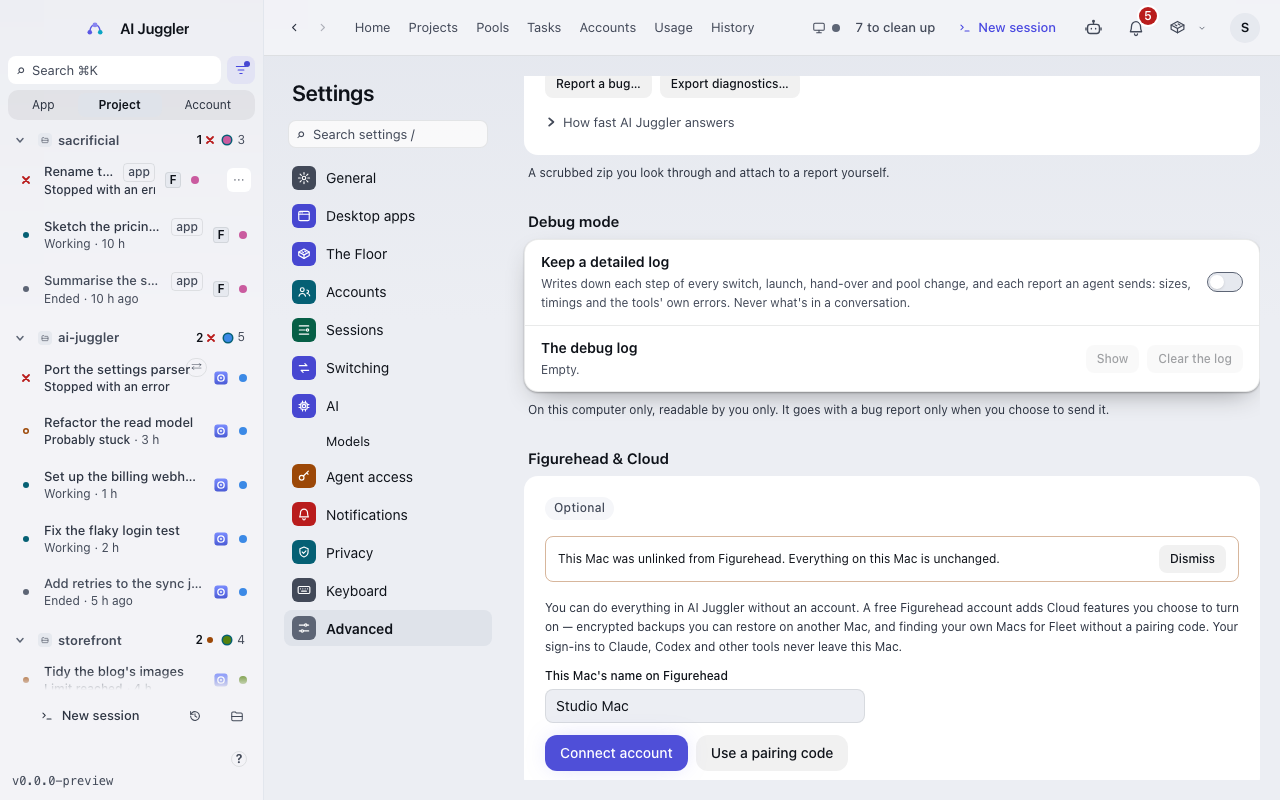 AI Juggler
Search ⌘K
App Project Account
sacrificial 1 3
Rename t... app F
Stopped with an err
Sketch the pricin... app F
Working · 10 h
Summarise the s... app F
Ended · 10 h ago
ai-juggler 2 5
Port the settings parser
Stopped with an error
Refactor the read model
Probably stuck · 3 h
Set up the billing webh...
Working · 1 h
Fix the flaky login test
Working · 2 h
Add retries to the sync j...
Ended · 5 h ago
storefront 2 4
Tidy the blog's images
Limit reached · 4 h
New session
?
v0.0.0-preview
Home Projects Pools Tasks Accounts Usage History
7 to clean up
New session
5
S
Settings
Search settings /
General
Desktop apps
The Floor
Accounts
Sessions
Switching
AI
Models
Agent access
Notifications
Privacy
Keyboard
Advanced
Report a bug... Export diagnostics...
How fast AI Juggler answers
A scrubbed zip you look through and attach to a report yourself.
Debug mode
Keep a detailed log
Writes down each step of every switch, launch, hand-over and pool change, and each report an agent sends: sizes,
timings and the tools' own errors. Never what's in a conversation.
The debug log
Empty.
Show Clear the log
On this computer only, readable by you only. It goes with a bug report only when you choose to send it.
Figurehead & Cloud
Optional
This Mac was unlinked from Figurehead. Everything on this Mac is unchanged.
Dismiss
You can do everything in AI Juggler without an account. A free Figurehead account adds Cloud features you choose to turn
on — encrypted backups you can restore on another Mac, and finding your own Macs for Fleet without a pairing code. Your
sign-ins to Claude, Codex and other tools never leave this Mac.
This Mac's name on Figurehead
Studio Mac
Connect account Use a pairing code